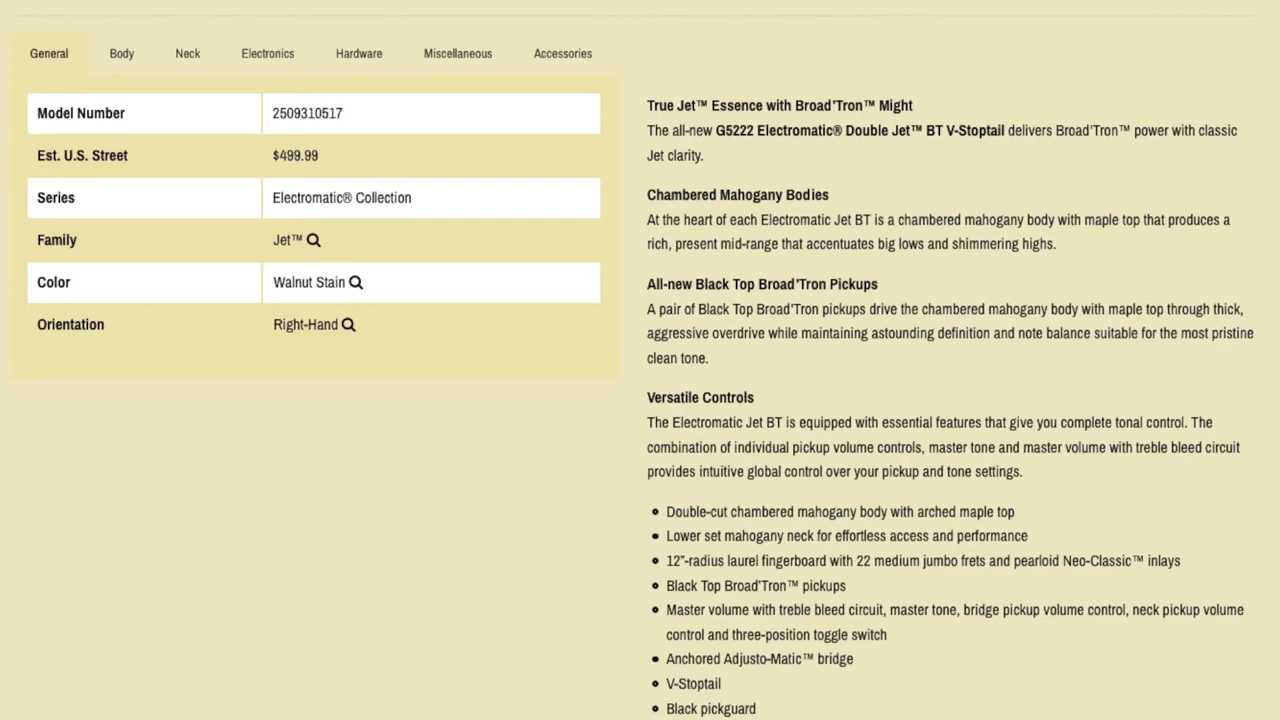 General Body Neck Electronics Hardware Miscellaneous Accessories
Model Number 2509310517
Est. U.S. Street $499.99
Series Electromatic® Collection
Family Jet™
Color Walnut Stain
Orientation Right-Hand
True Jet™ Essence with Broad'Tron™ Might
The all-new G5222 Electromatic® Double Jet™ BT V-Stoptail delivers Broad'Tron™ power with classic
Jet clarity.
Chambered Mahogany Bodies
At the heart of each Electromatic Jet BT is a chambered mahogany body with maple top that produces a
rich, present mid-range that accentuates big lows and shimmering highs.
All-new Black Top Broad'Tron Pickups
A pair of Black Top Broad'Tron pickups drive the chambered mahogany body with maple top through thick,
aggressive overdrive while maintaining astounding definition and note balance suitable for the most pristine
clean tone.
Versatile Controls
The Electromatic Jet BT is equipped with essential features that give you complete tonal control. The
combination of individual pickup volume controls, master tone and master volume with treble bleed circuit
provides intuitive global control over your pickup and tone settings.
Double-cut chambered mahogany body with arched maple top
Lower set mahogany neck for effortless access and performance
12”-radius laurel fingerboard with 22 medium jumbo frets and pearloid Neo-Classic™ inlays
Black Top Broad'Tron™ pickups
Master volume with treble bleed circuit, master tone, bridge pickup volume control, neck pickup volume
control and three-position toggle switch
Anchored Adjusto-Matic™ bridge
V-Stoptail
Black pickguard